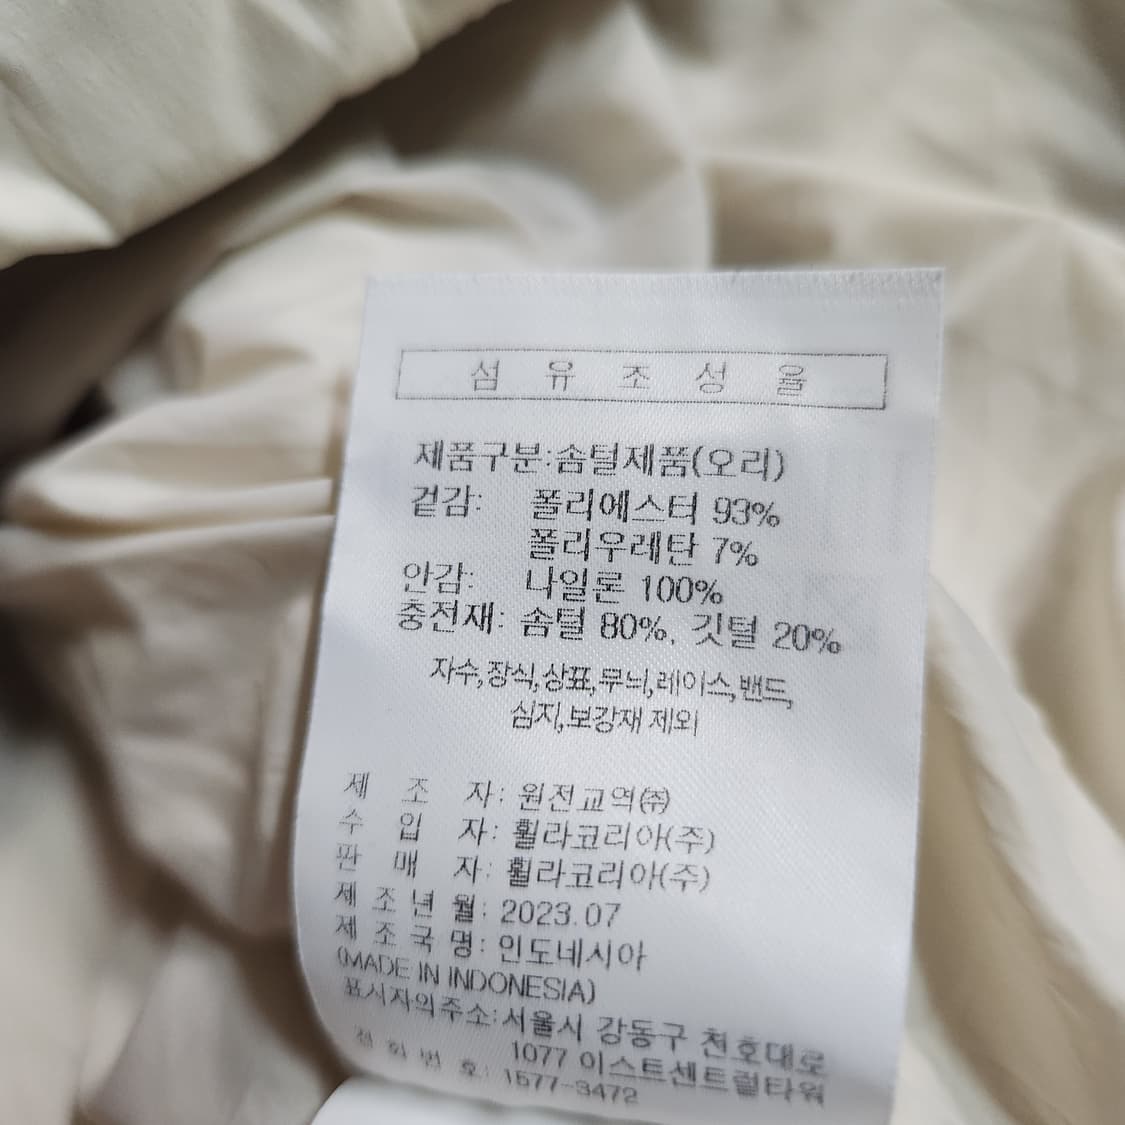 섬 유 조 성 율
제품구분:솜털제품(오리)
겉감: 폴리에스터 93%
폴리우레탄 7%
안감: 나일론 100%
충전재: 솜털 80%, 깃털 20%
자수,장식,상표,무늬,레이스,밴드,
심지,보강재 제외
제 조 자: 원전교역㈜
수 입 자: 휠라코리아(주)
판 매 자: 휠라코리아(주)
제 조 년 월: 2023.07
제 조 국 명: 인도네시아
(MADE IN INDONESIA)
표시자의주소:서울시 강동구 천호대로
1077 이스트센트럴타워
전 화 번 호: 1577-3472